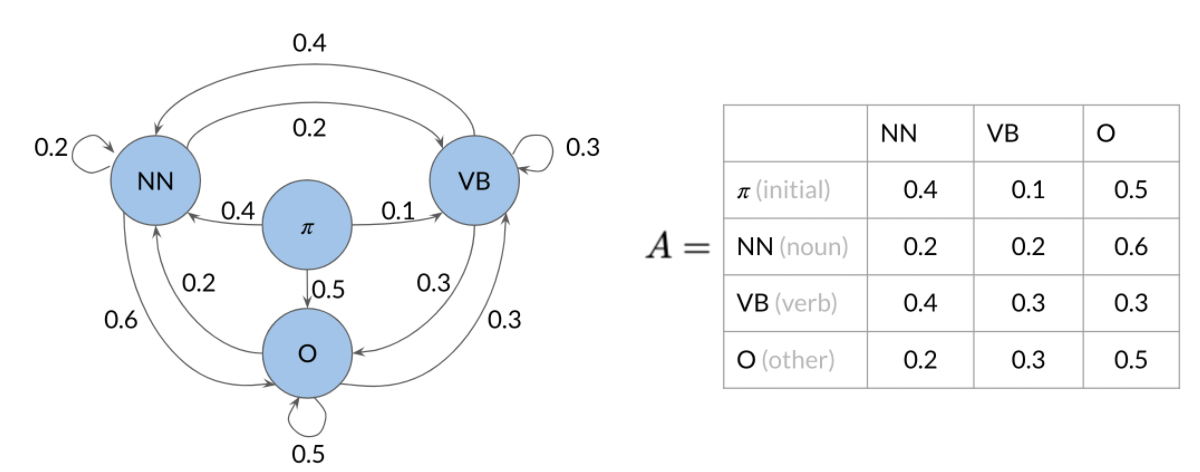 0.4
0.2
0.2
0.3
NN
VB
π
0.4
0.1
0.5
0.2
0.3
0.6
0.3
O
0.5
A =
NN VB O
π (initial) 0.4 0.1 0.5
NN (noun) 0.2 0.2 0.6
VB (verb) 0.4 0.3 0.3
O (other) 0.2 0.3 0.5